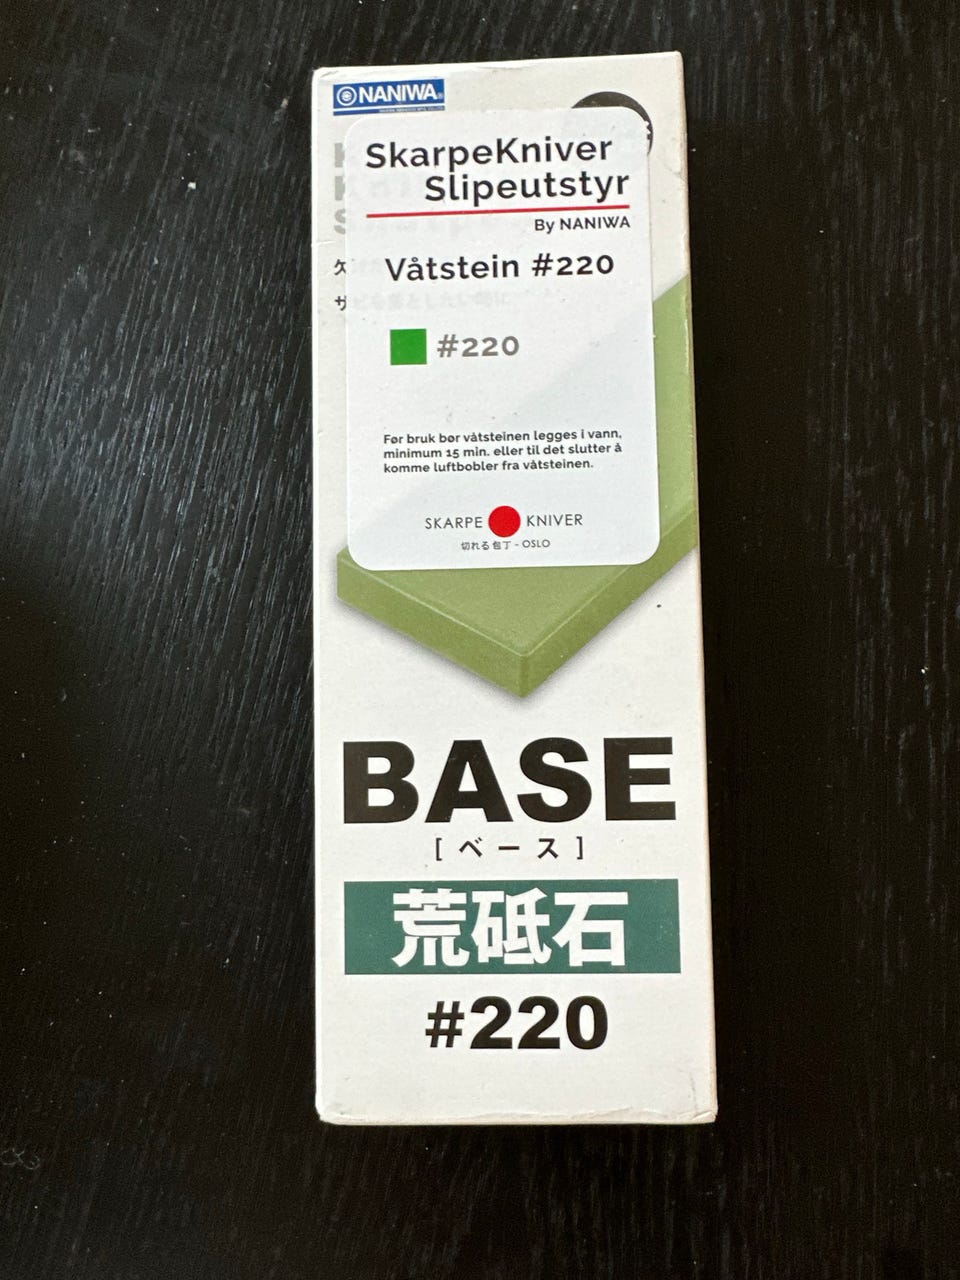 NANIWA
SkarpeKniver
Slipeutstyr
By NANIWA
Våtstein #220
#220
Før bruk bør våtsteinen legges i vann,
minimum 15 min. eller til det slutter å
komme luftbobler fra våtsteinen.
SKARPE KNIVER
切れる包丁 - OSLO
BASE
[ベース]
荒砥石
#220